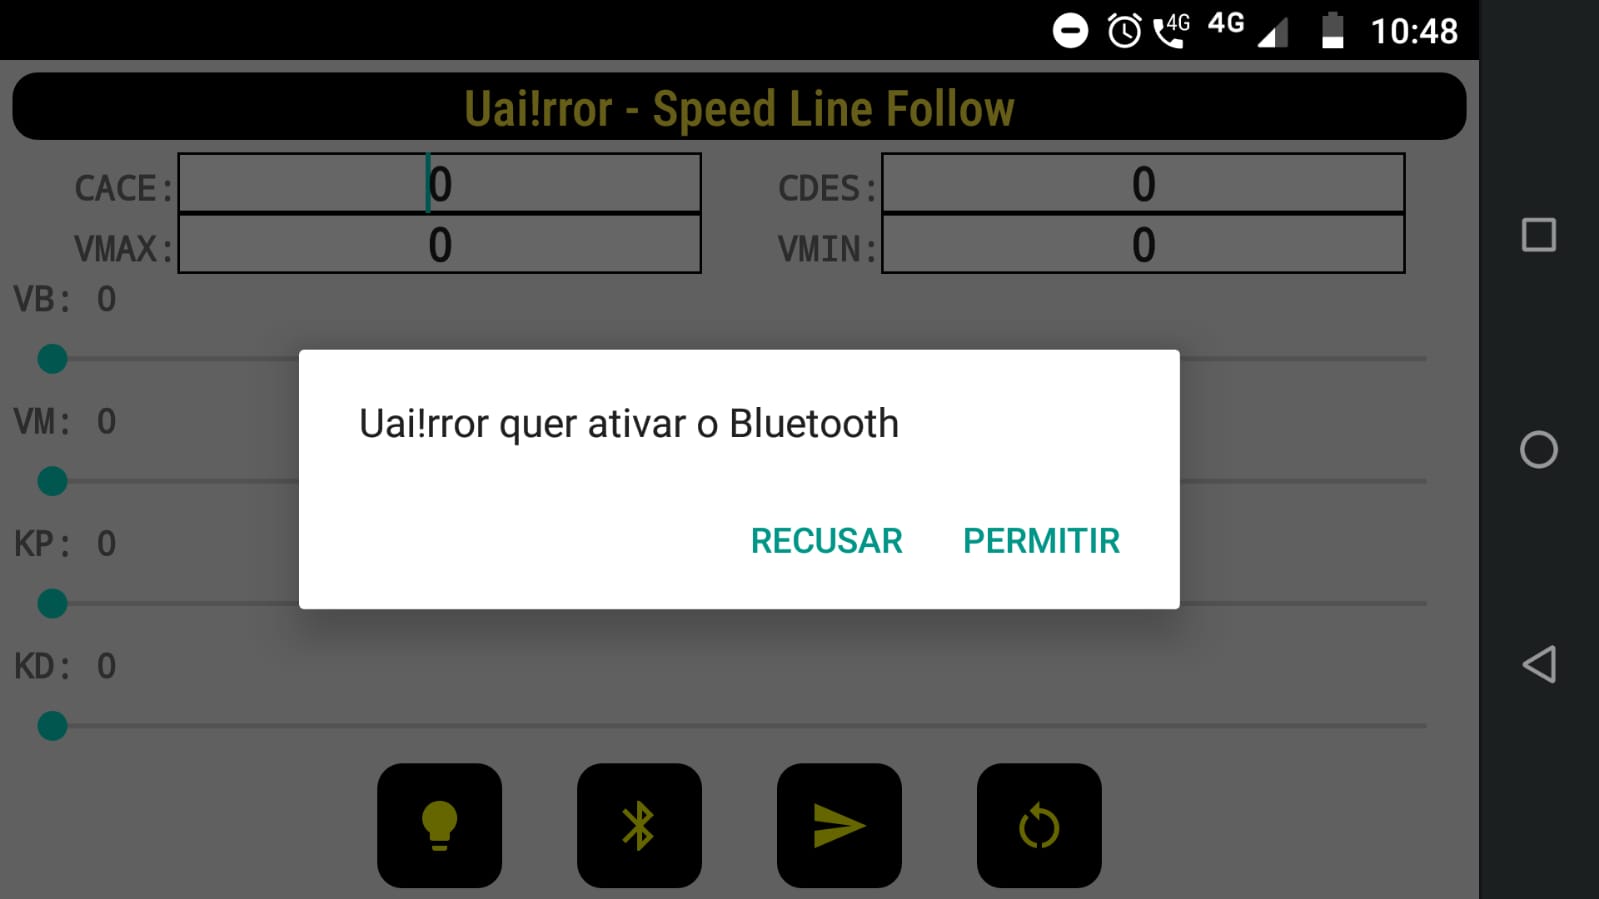 4G 4G 10:48
Uai!rror - Speed Line Follow
CACE: 0 CDES: 0
VMAX: 0 VMIN: 0
VB: 0
VM: 0
Uai!rror quer ativar o Bluetooth
RECUSAR PERMITIR
KP: 0
KD: 0